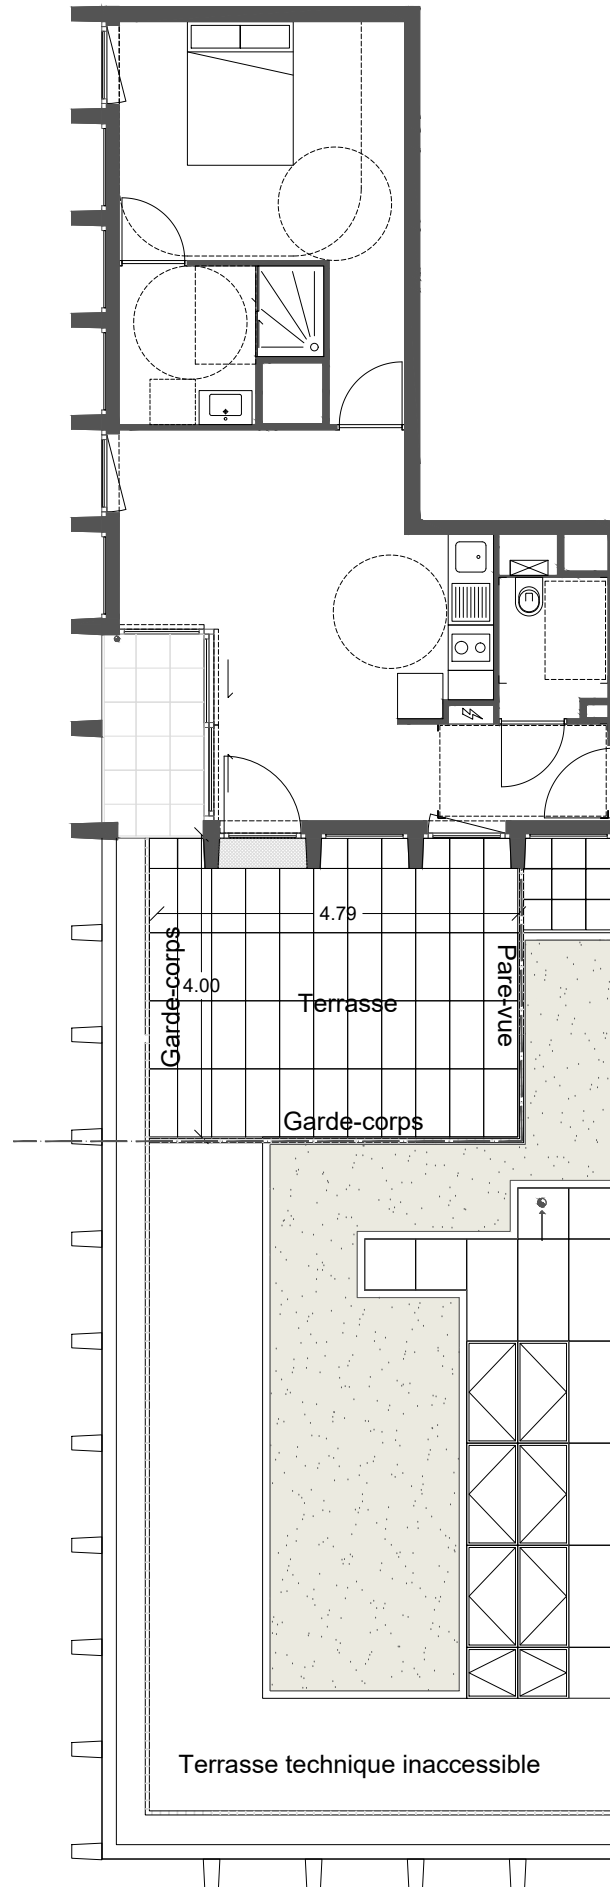 4.79
Garde-corps
4.00
Terrasse
Pare-vue
Garde-corps
Terrasse technique inaccessible